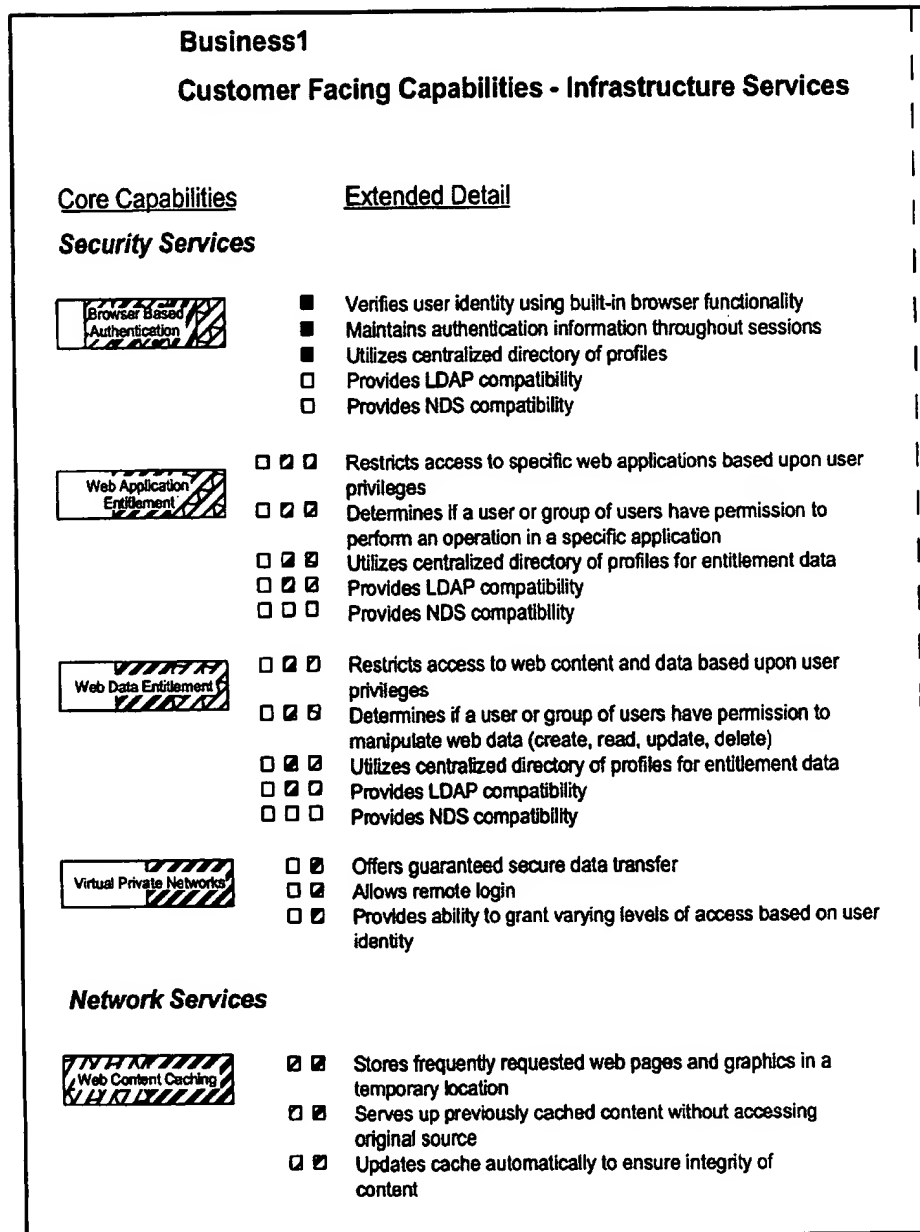 Business1
Customer Facing Capabilities - Infrastructure Services
Core Capabilities
Extended Detail
Security Services
Browser Based
Authentication
Verifies user identity using built-in browser functionality
Maintains authentication information throughout sessions
Utilizes centralized directory of profiles
Provides LDAP compatibility
Provides NDS compatibility
Web Application
Entitlement
Restricts access to specific web applications based upon user
privileges
Determines if a user or group of users have permission to
perform an operation in a specific application
Utilizes centralized directory of profiles for entitlement data
Provides LDAP compatibility
Provides NDS compatibility
Web Data Entitlement
Restricts access to web content and data based upon user
privileges
Determines if a user or group of users have permission to
manipulate web data (create, read, update, delete)
Utilizes centralized directory of profiles for entitlement data
Provides LDAP compatibility
Provides NDS compatibility
Virtual Private Networks
Offers guaranteed secure data transfer
Allows remote login
Provides ability to grant varying levels of access based on user
identity
Network Services
Web Content Caching
Stores frequently requested web pages and graphics in a
temporary location
Serves up previously cached content without accessing
original source
Updates cache automatically to ensure integrity of
content